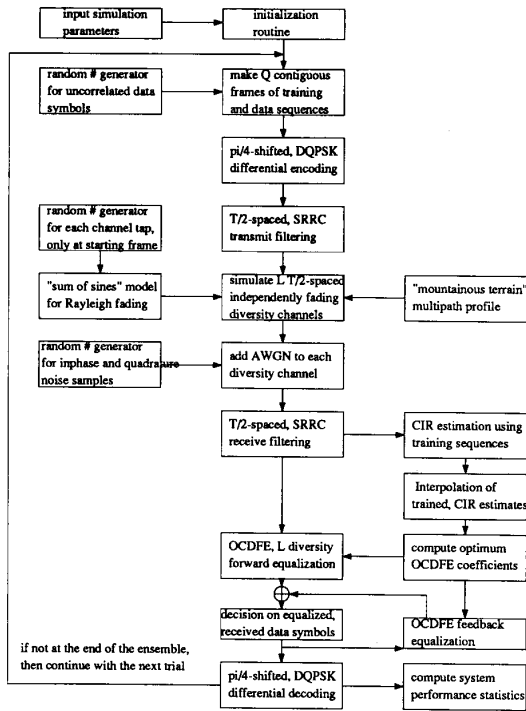 input simulation
parameters
initialization
routine
random # generator
for uncorrelated data
symbols
make Q contiguous
frames of training
and data sequences
pi/4-shifted, DQPSK
differential encoding
random # generator
for each channel tap,
only at starting frame
T/2-spaced, SRRC
transmit filtering
"sum of sines" model
for Rayleigh fading
simulate L T/2-spaced
independently fading
diversity channels
"mountainous terrain"
multipath profile
random # generator
for inphase and quadrature
noise samples
add AWGN to each
diversity channel
T/2-spaced, SRRC
receive filtering
CIR estimation using
training sequences
Interpolation of
trained, CIR estimates
OCDFE, L diversity
forward equalization
compute optimum
OCDFE coefficients
decision on equalized,
received data symbols
OCDFE feedback
equalization
if not at the end of the ensemble,
then continue with the next trial
pi/4-shifted, DQPSK
differential decoding
compute system
performance statistics